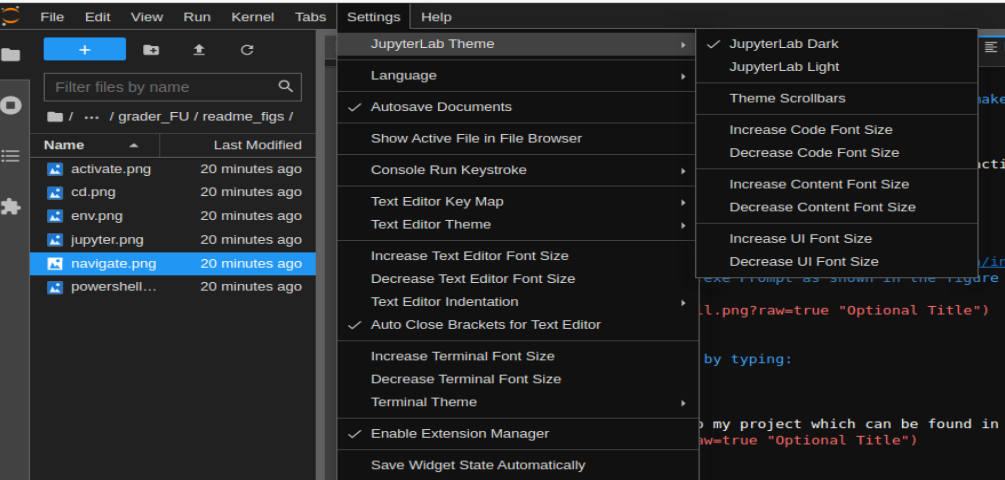 File Edit View Run Kernel Tabs Settings Help
Filter files by name
/ ... / grader_FU / readme_figs /
Name Last Modified
activate.png 20 minutes ago
cd.png 20 minutes ago
env.png 20 minutes ago
jupyter.png 20 minutes ago
navigate.png 20 minutes ago
powershell... 20 minutes ago
JupyterLab Theme
Language
Autosave Documents
Show Active File in File Browser
Console Run Keystroke
Text Editor Key Map
Text Editor Theme
Increase Text Editor Font Size
Decrease Text Editor Font Size
Text Editor Indentation
Auto Close Brackets for Text Editor
Increase Terminal Font Size
Decrease Terminal Font Size
Terminal Theme
Enable Extension Manager
Save Widget State Automatically
JupyterLab Dark
JupyterLab Light
Theme Scrollbars
Increase Code Font Size
Decrease Code Font Size
Increase Content Font Size
Decrease Content Font Size
Increase UI Font Size
Decrease UI Font Size
make
acti
/in
exe Prompt as shown in the figure
ll.png?raw=true "Optional Title")
by typing:
o my project which can be found in
aw=true "Optional Title")